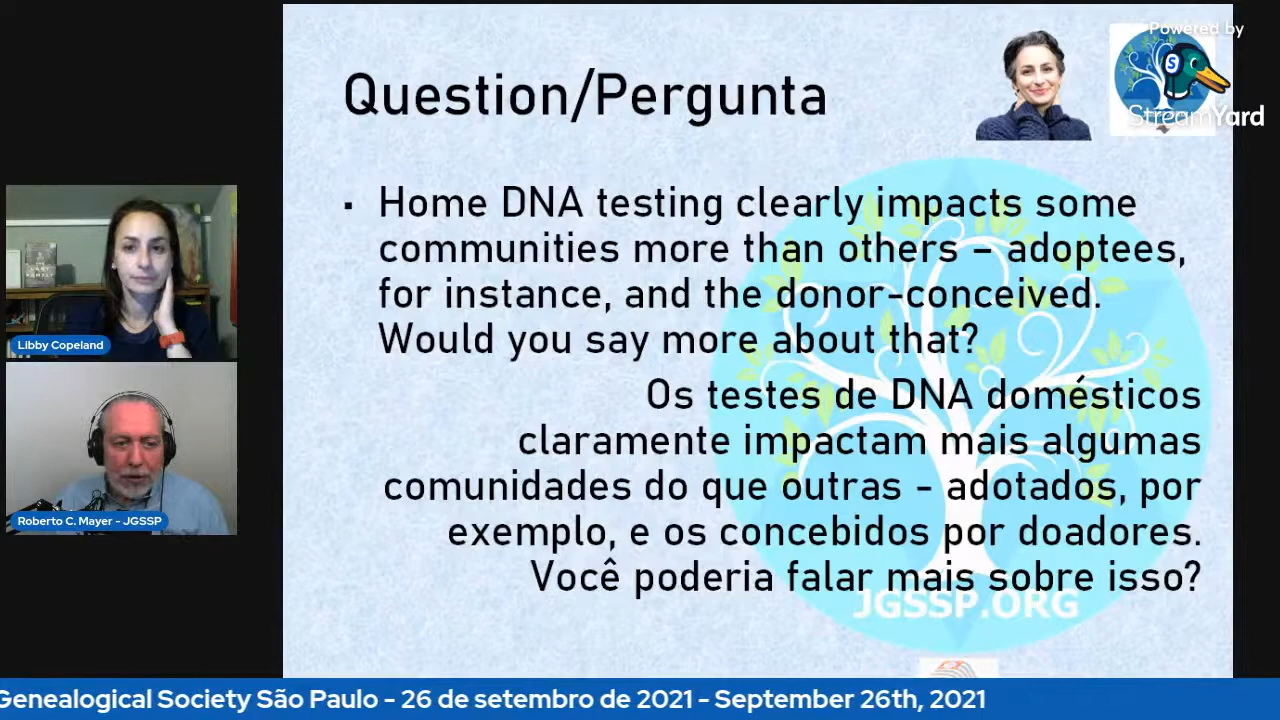 Powered by
StreamYard
Question/Pergunta
Home DNA testing clearly impacts some
communities more than others – adoptees,
for instance, and the donor-conceived.
Would you say more about that?
Os testes de DNA domésticos
claramente impactam mais algumas
comunidades do que outras - adotados, por
exemplo, e os concebidos por doadores.
Você poderia falar mais sobre isso?
JGSSP.ORG
Libby Copeland
Roberto C. Mayer - JGSSP
Genealogical Society São Paulo - 26 de setembro de 2021 - September 26th, 2021